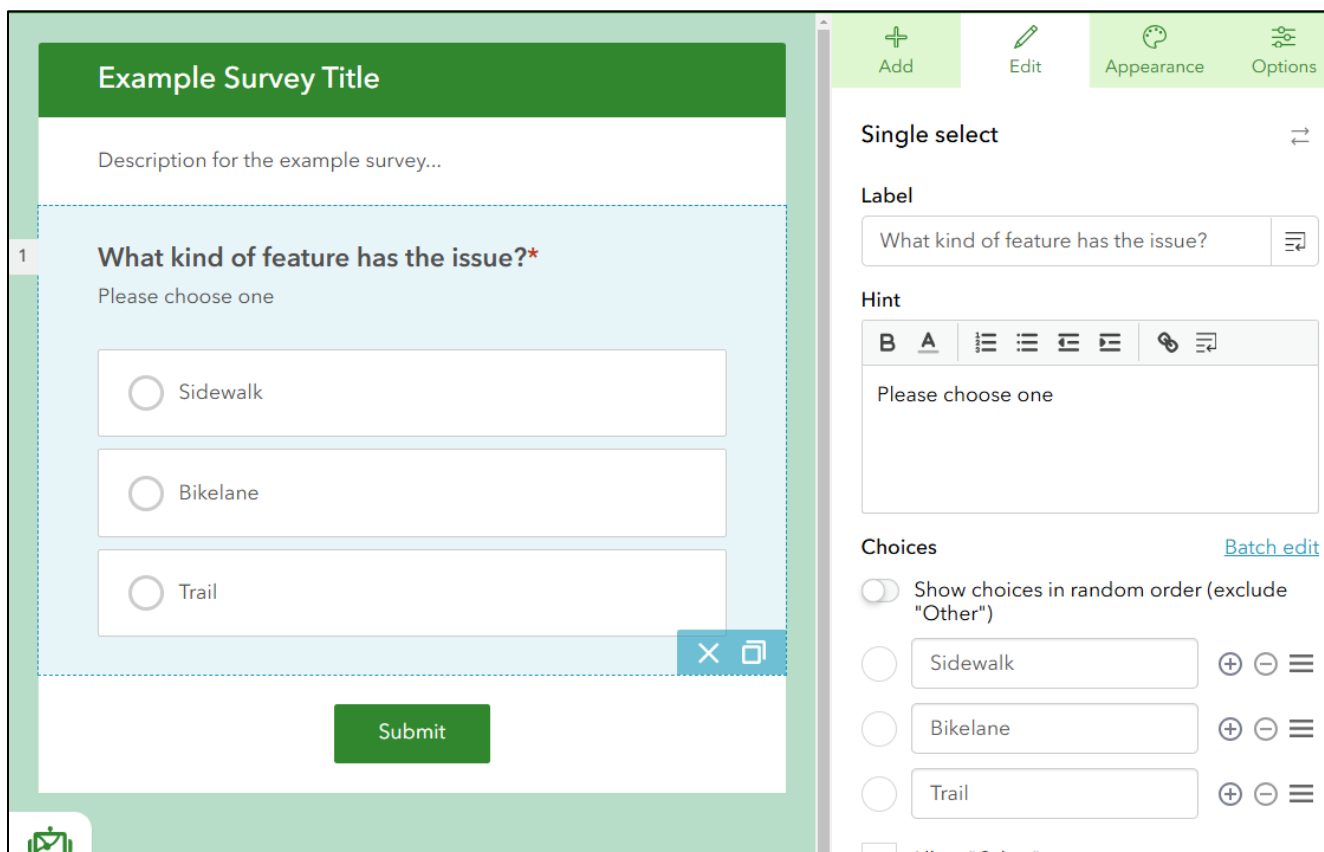 Example Survey Title
Description for the example survey...
1
What kind of feature has the issue?*
Please choose one
Sidewalk
Bikelane
Trail
Submit
Add
Edit
Appearance
Options
Single select
Label
What kind of feature has the issue?
Hint
B A
Please choose one
Choices
Batch edit
Show choices in random order (exclude
"Other")
Sidewalk
Bikelane
Trail